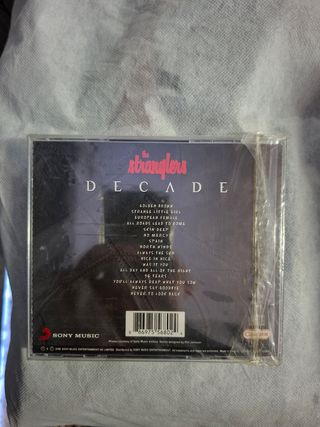 the
stranglers
DECADE
GOLDEN BROWN
STRANGE LITTLE GIRL
EUROPEAN FEMALE
ALL ROADS LEAD TO ROME
SKIN DEEP
NO MERCY
SPAIN
NORTH WINDS
ALWAYS THE SUN
NICE IN NICE
WAS IT YOU
ALL DAY AND ALL OF THE NIGHT
96 TEARS
YOU'LL ALWAYS REAP WHAT YOU SOW
NEVER SAY GOODBYE
NEVER TO LOOK BACK
SONY MUSIC
86975 56802